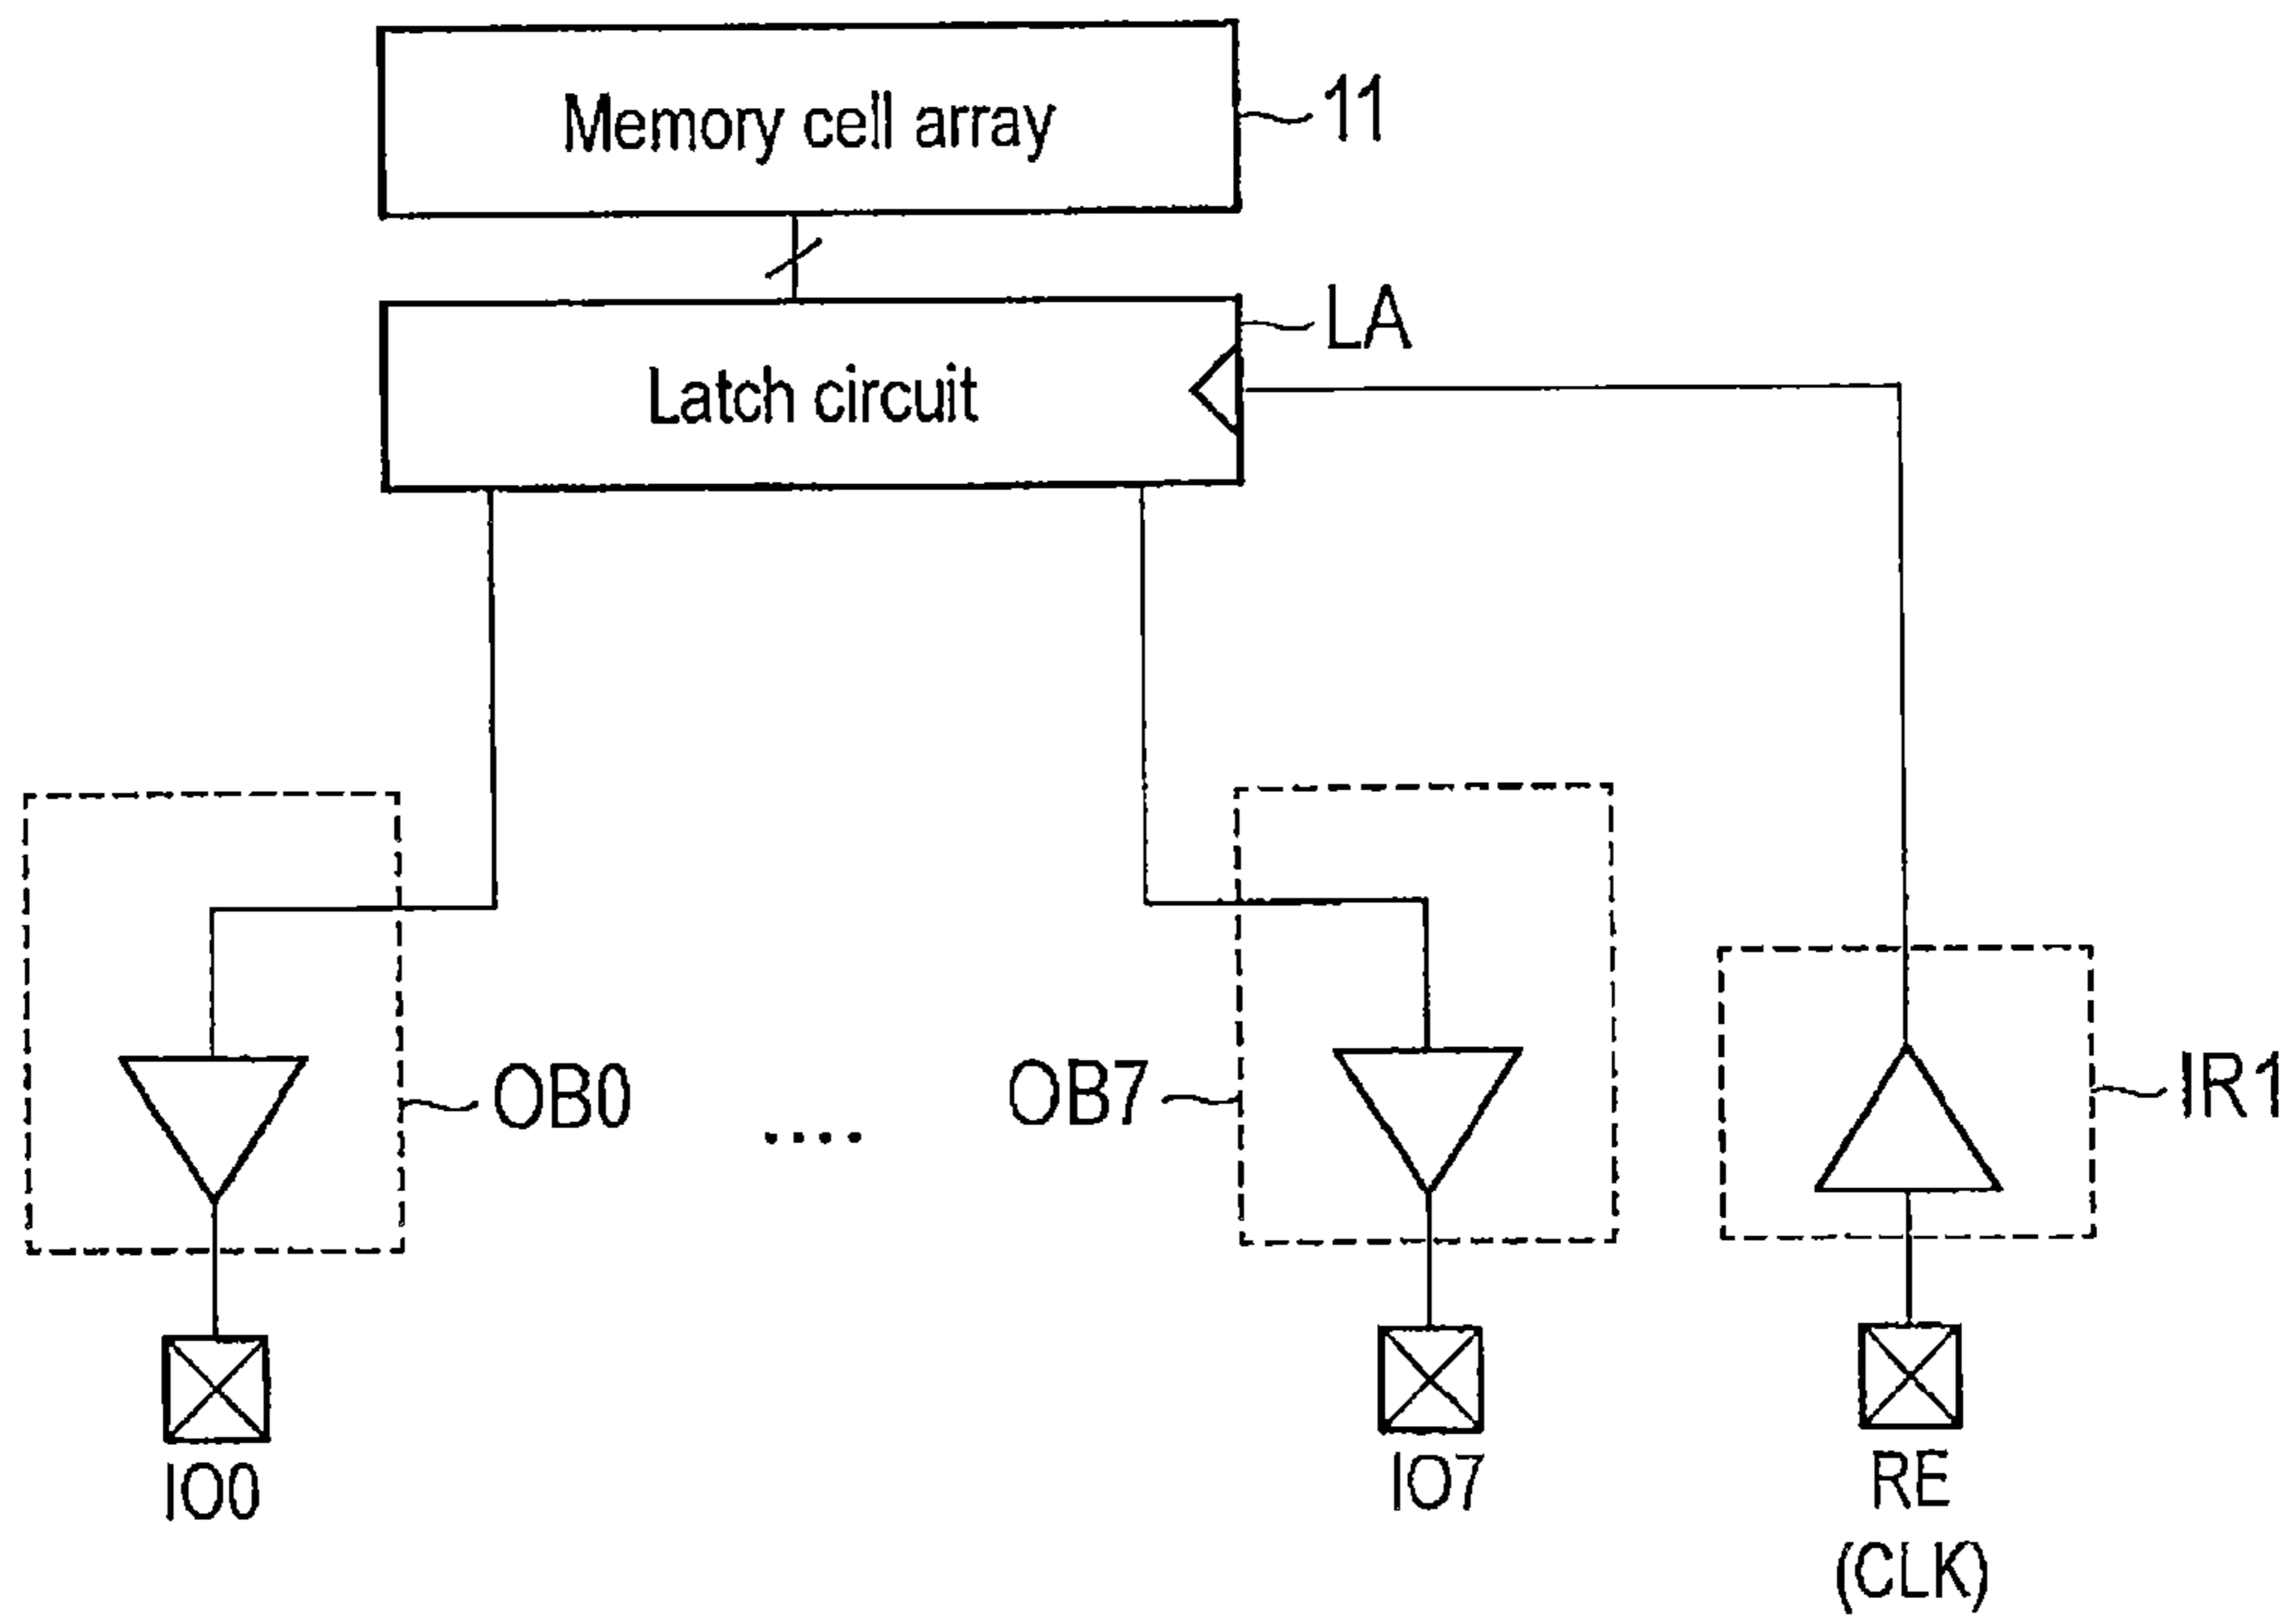 Memory cell array
11
LA
Latch circuit
OB0
....
OB7
IR1
IO0
IO7
RE
(CLK)